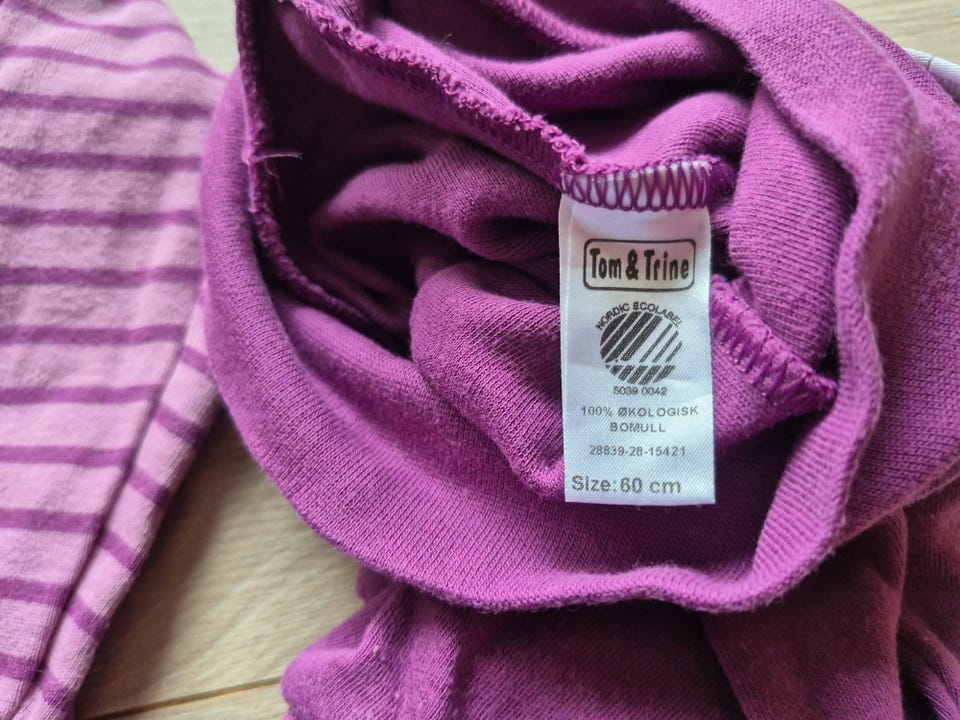 Tom & Trine
NORDIC ECOLABEL
5039 0042
100% ØKOLOGISK
BOMULL
28839-28-15421
Size: 60 cm